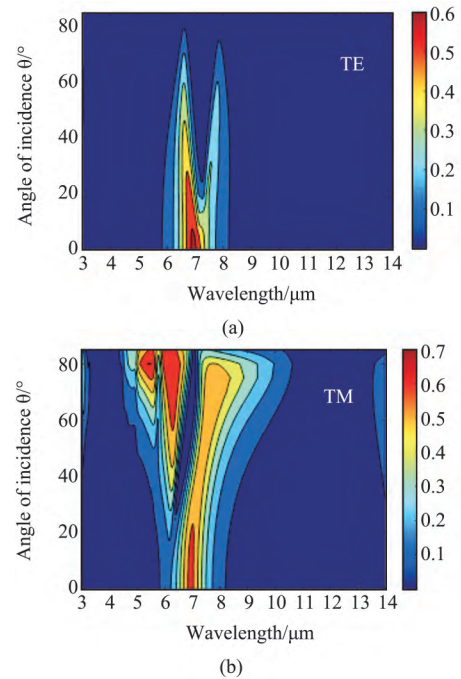 0.6
80
TE
0.5
60
0.4
40
0.3
20
0.2
0.1
0
3 4 5 6 7 8 9 10 11 12 13 14
Angle of incidence θ/°
Wavelength/μm
(a)
0.7
80
TM
0.6
60
0.5
0.4
40
0.3
20
0.2
0.1
0
3 4 5 6 7 8 9 10 11 12 13 14
Angle of incidence θ/°
Wavelength/μm
(b)